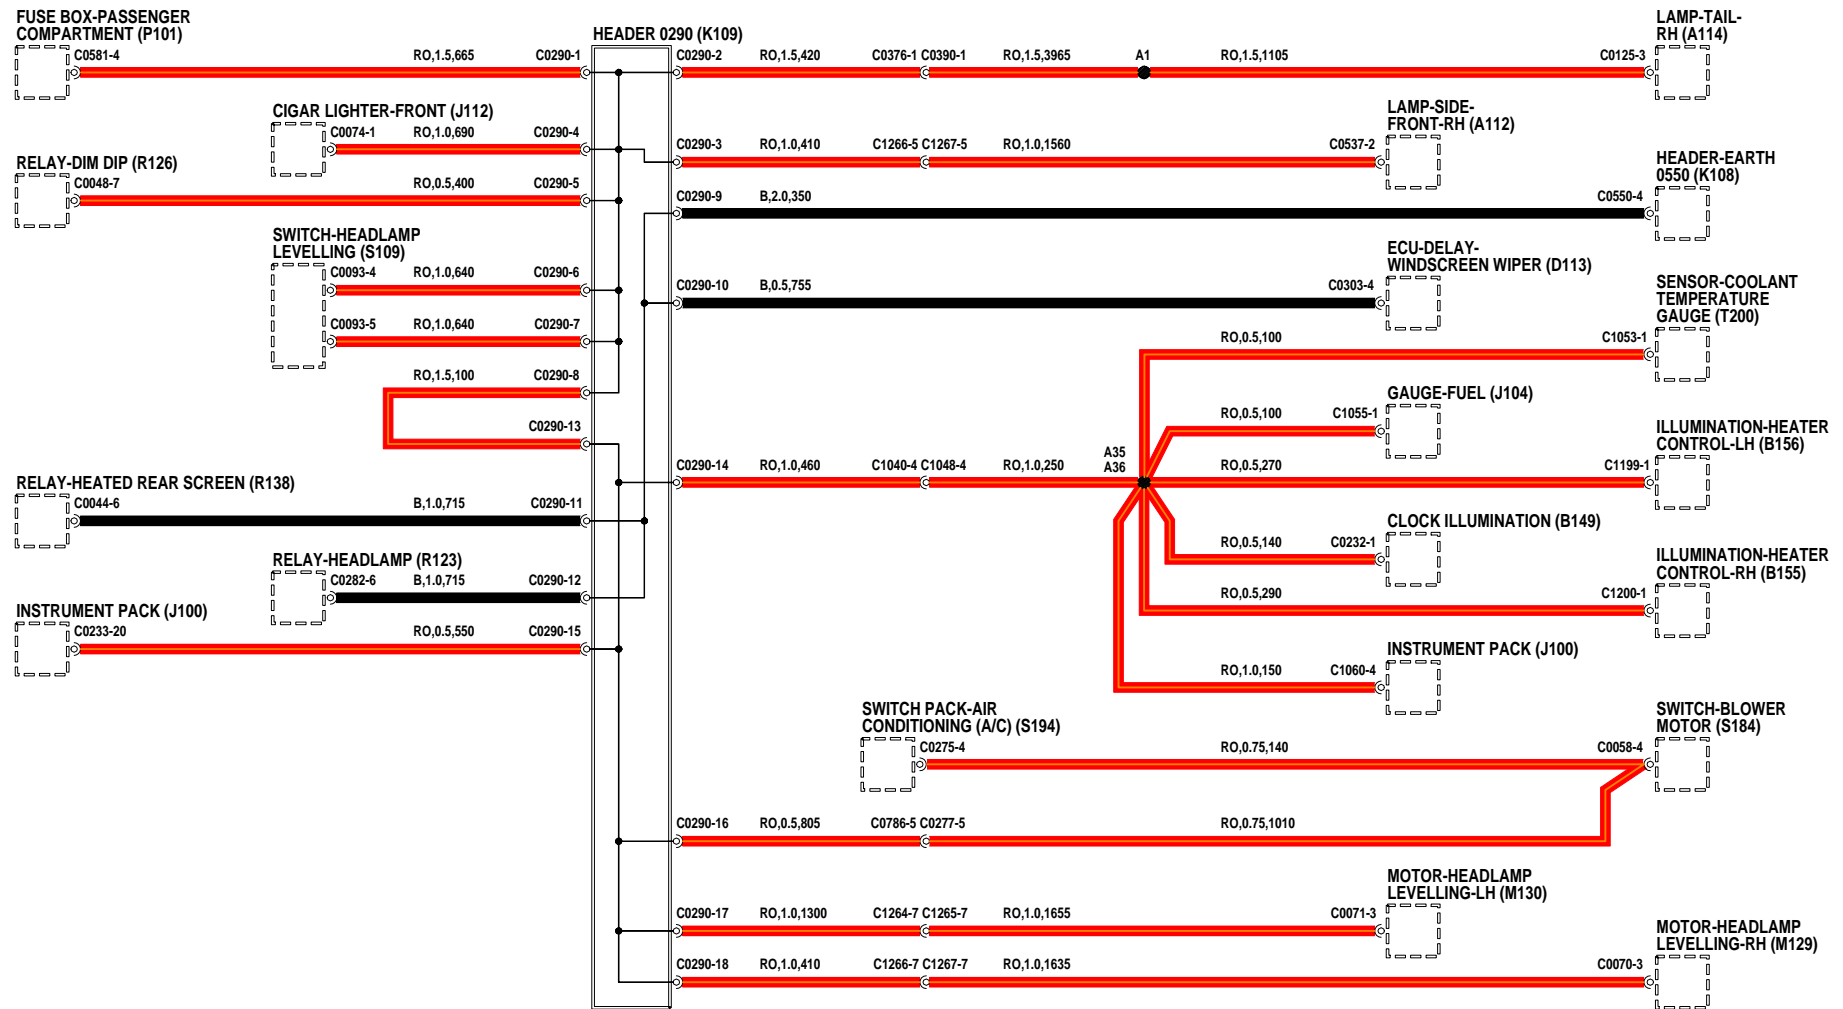 FUSE BOX-PASSENGER
COMPARTMENT (P101)
C0581-4 RO,1.5,665 C0290-1
HEADER 0290 (K109)
C0290-2 RO,1.5,420 C0376-1 C0390-1 RO,1.5,3965 A1 RO,1.5,1105 C0125-3
LAMP-TAIL-
RH (A114)
CIGAR LIGHTER-FRONT (J112)
C0074-1 RO,1.0,690 C0290-4
C0290-3 RO,1.0,410 C1266-5 C1267-5 RO,1.0,1560 C0537-2
LAMP-SIDE-
FRONT-RH (A112)
RELAY-DIM DIP (R126)
C0048-7 RO,0.5,400 C0290-5
C0290-9 B,2.0,350 C0550-4
HEADER-EARTH
0550 (K108)
SWITCH-HEADLAMP
LEVELLING (S109)
C0093-4 RO,1.0,640 C0290-6
C0290-10 B,0.5,755 C0303-4
ECU-DELAY-
WINDSCREEN WIPER (D113)
C0093-5 RO,1.0,640 C0290-7
RO,0.5,100 C1053-1
SENSOR-COOLANT
TEMPERATURE
GAUGE (T200)
RO,1.5,100 C0290-8
C0290-13
RO,0.5,100 C1055-1
GAUGE-FUEL (J104)
C0290-14 RO,1.0,460 C1040-4 C1048-4 RO,1.0,250
A35
A36
RO,0.5,270 C1199-1
ILLUMINATION-HEATER
CONTROL-LH (B156)
RELAY-HEATED REAR SCREEN (R138)
C0044-6 B,1.0,715 C0290-11
RO,0.5,140 C0232-1
CLOCK ILLUMINATION (B149)
RELAY-HEADLAMP (R123)
C0282-6 B,1.0,715 C0290-12
RO,0.5,290 C1200-1
ILLUMINATION-HEATER
CONTROL-RH (B155)
INSTRUMENT PACK (J100)
C0233-20 RO,0.5,550 C0290-15
RO,1.0,150 C1060-4
INSTRUMENT PACK (J100)
SWITCH PACK-AIR
CONDITIONING (A/C) (S194)
C0275-4 RO,0.75,140 C0058-4
SWITCH-BLOWER
MOTOR (S184)
C0290-16 RO,0.5,805 C0786-5 C0277-5 RO,0.75,1010
C0290-17 RO,1.0,1300 C1264-7 C1265-7 RO,1.0,1655 C0071-3
MOTOR-HEADLAMP
LEVELLING-LH (M130)
C0290-18 RO,1.0,410 C1266-7 C1267-7 RO,1.0,1635 C0070-3
MOTOR-HEADLAMP
LEVELLING-RH (M129)